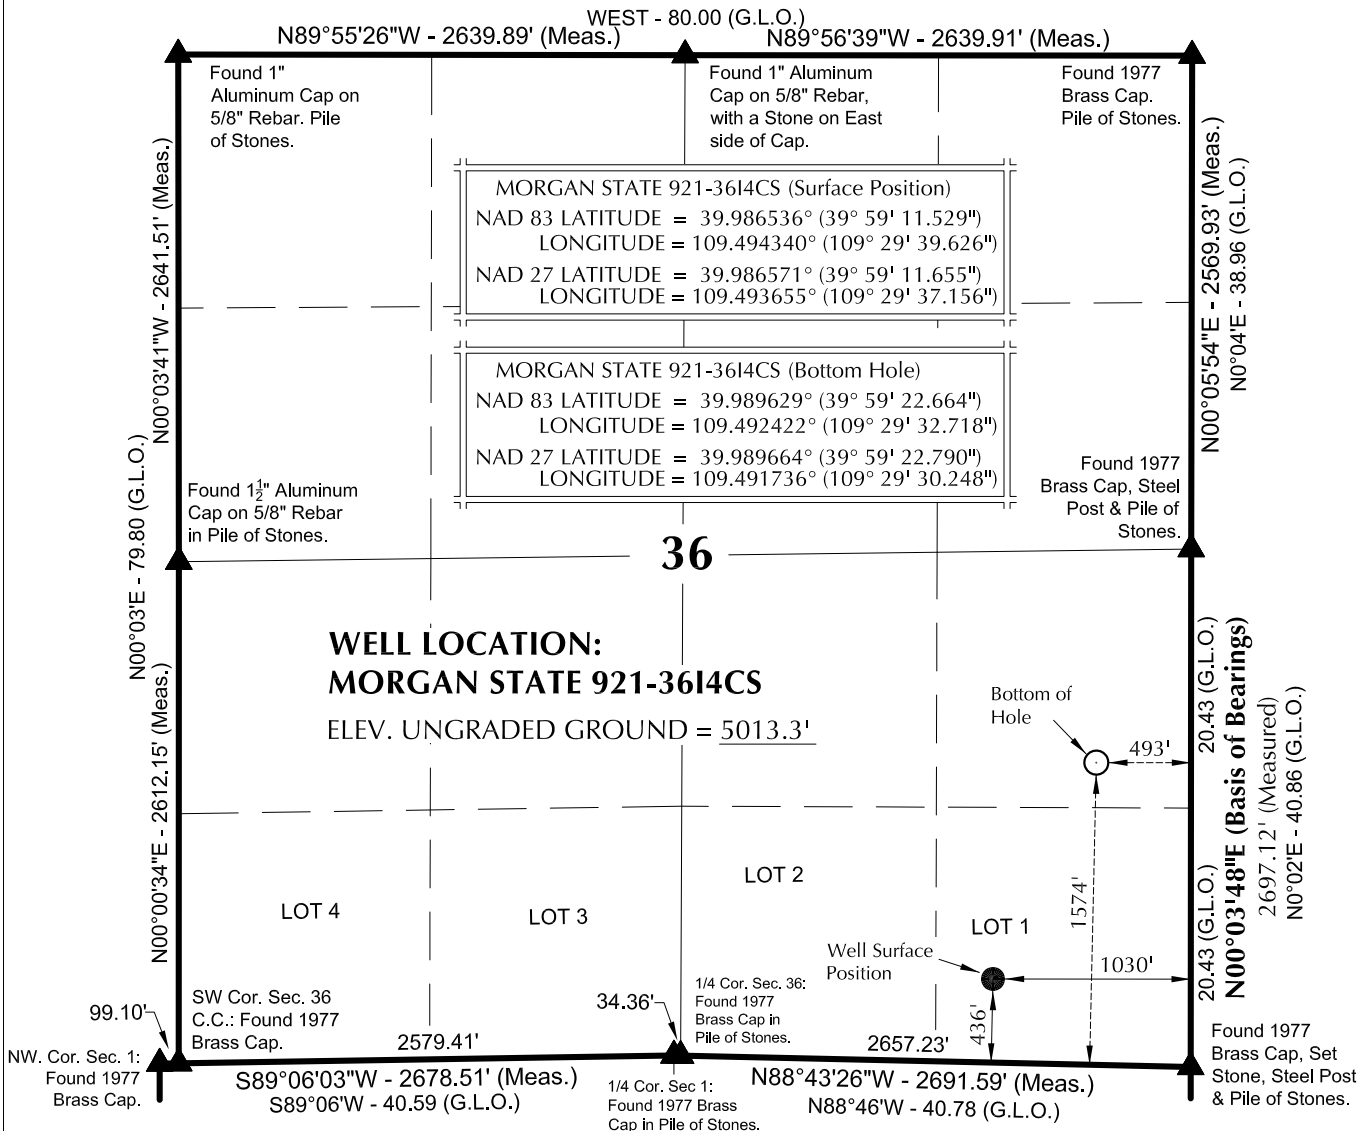 WEST - 80.00 (G.L.O.)
N89°55'26"W - 2639.89' (Meas.)
N89°56'39"W - 2639.91' (Meas.)
Found 1"
Aluminum Cap on
5/8" Rebar. Pile
of Stones.
Found 1" Aluminum
Cap on 5/8" Rebar,
with a Stone on East
side of Cap.
Found 1977
Brass Cap.
Pile of Stones.
MORGAN STATE 921-36I4CS (Surface Position)
NAD 83 LATITUDE = 39.986536° (39° 59' 11.529")
LONGITUDE = 109.494340° (109° 29' 39.626")
NAD 27 LATITUDE = 39.986571° (39° 59' 11.655")
LONGITUDE = 109.493655° (109° 29' 37.156")
MORGAN STATE 921-36I4CS (Bottom Hole)
NAD 83 LATITUDE = 39.989629° (39° 59' 22.664")
LONGITUDE = 109.492422° (109° 29' 32.718")
NAD 27 LATITUDE = 39.989664° (39° 59' 22.790")
LONGITUDE = 109.491736° (109° 29' 30.248")
N00°03'41"W - 2641.51' (Meas.)
N00°03'E - 79.80 (G.L.O.)
N00°00'34"E - 2612.15' (Meas.)
N00°05'54"E - 2569.93' (Meas.)
N0°04'E - 38.96 (G.L.O.)
Found 1½" Aluminum
Cap on 5/8" Rebar
in Pile of Stones.
Found 1977
Brass Cap, Steel
Post & Pile of
Stones.
36
WELL LOCATION:
MORGAN STATE 921-36I4CS
ELEV. UNGRADED GROUND = 5013.3'
Bottom of
Hole
493'
1574'
20.43 (G.L.O.)
20.43 (G.L.O.)
N00°03'48"E (Basis of Bearings)
2697.12' (Measured)
N0°02'E - 40.86 (G.L.O.)
LOT 4
LOT 3
LOT 2
LOT 1
Well Surface
Position
1030'
436'
99.10'
SW Cor. Sec. 36
C.C.: Found 1977
Brass Cap.
34.36'
1/4 Cor. Sec. 36:
Found 1977
Brass Cap in
Pile of Stones.
2579.41'
2657.23'
NW. Cor. Sec. 1:
Found 1977
Brass Cap.
S89°06'03"W - 2678.51' (Meas.)
S89°06'W - 40.59 (G.L.O.)
1/4 Cor. Sec 1:
Found 1977 Brass
Cap in Pile of Stones.
N88°43'26"W - 2691.59' (Meas.)
N88°46'W - 40.78 (G.L.O.)
Found 1977
Brass Cap, Set
Stone, Steel Post
& Pile of Stones.